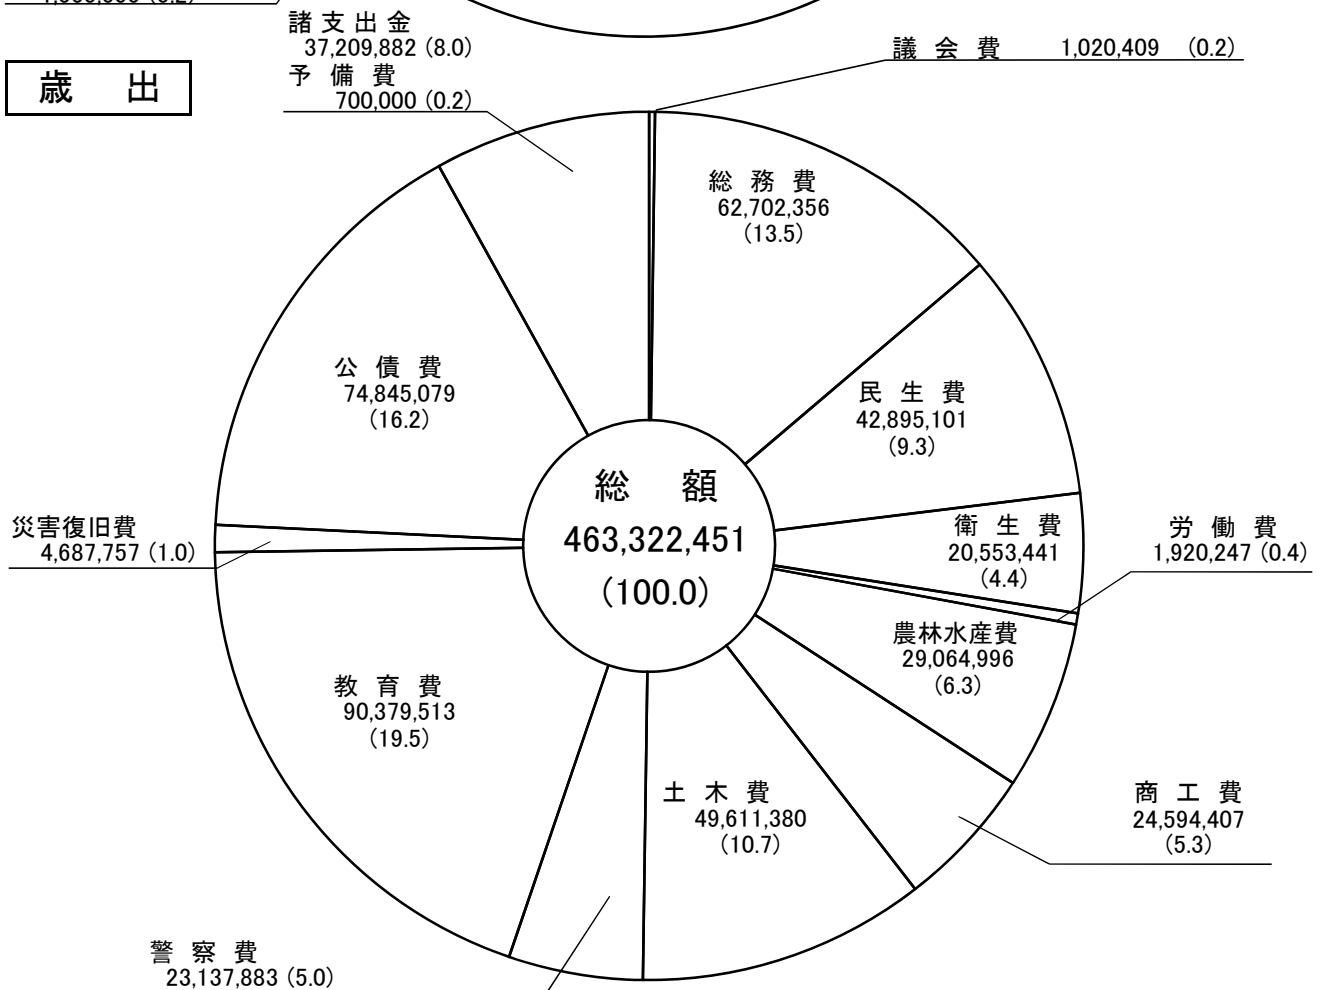 諸支出金
37,209,882 (8.0)
議会費 1,020,409 (0.2)
歳出
予備費
700,000 (0.2)
総務費
62,702,356
(13.5)
公債費
74,845,079
(16.2)
民生費
42,895,101
(9.3)
総額
463,322,451
(100.0)
災害復旧費
4,687,757 (1.0)
衛生費
20,553,441
(4.4)
労働費
1,920,247 (0.4)
農林水産費
29,064,996
(6.3)
教育費
90,379,513
(19.5)
土木費
49,611,380
(10.7)
商工費
24,594,407
(5.3)
警察費
23,137,883 (5.0)